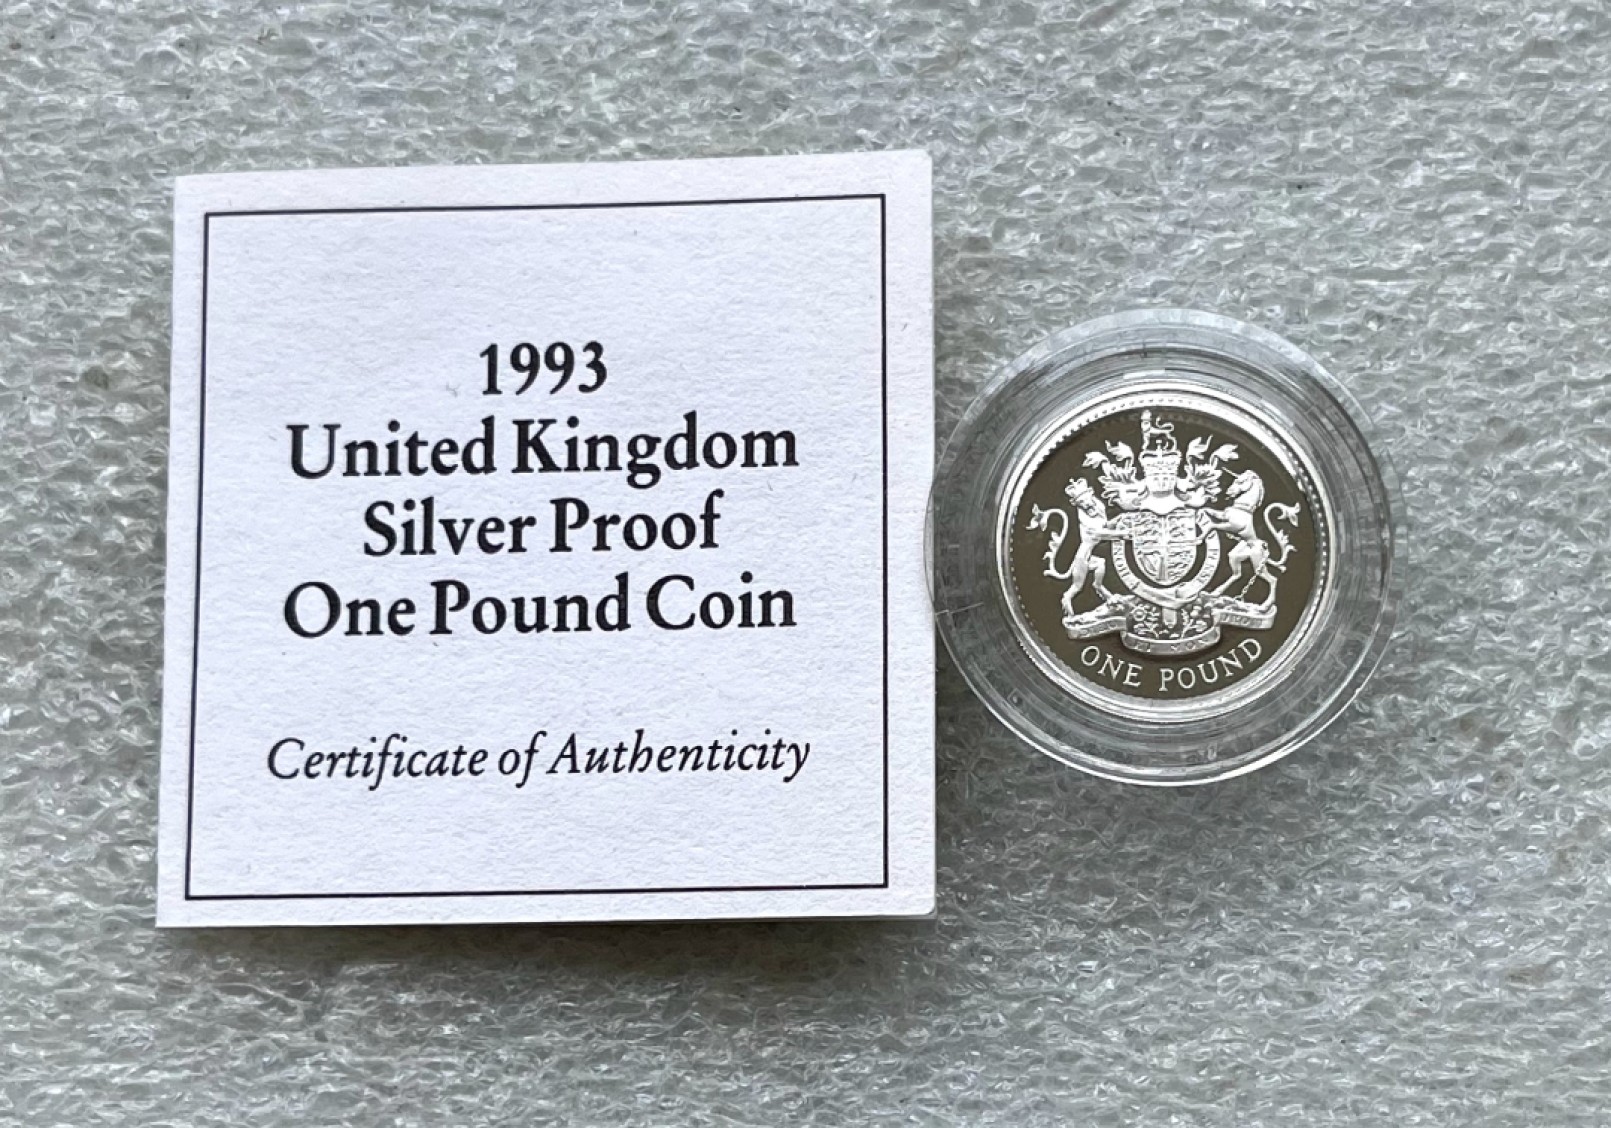 1993
United Kingdom
Silver Proof
One Pound Coin
Certificate of Authenticity
ONE POUND